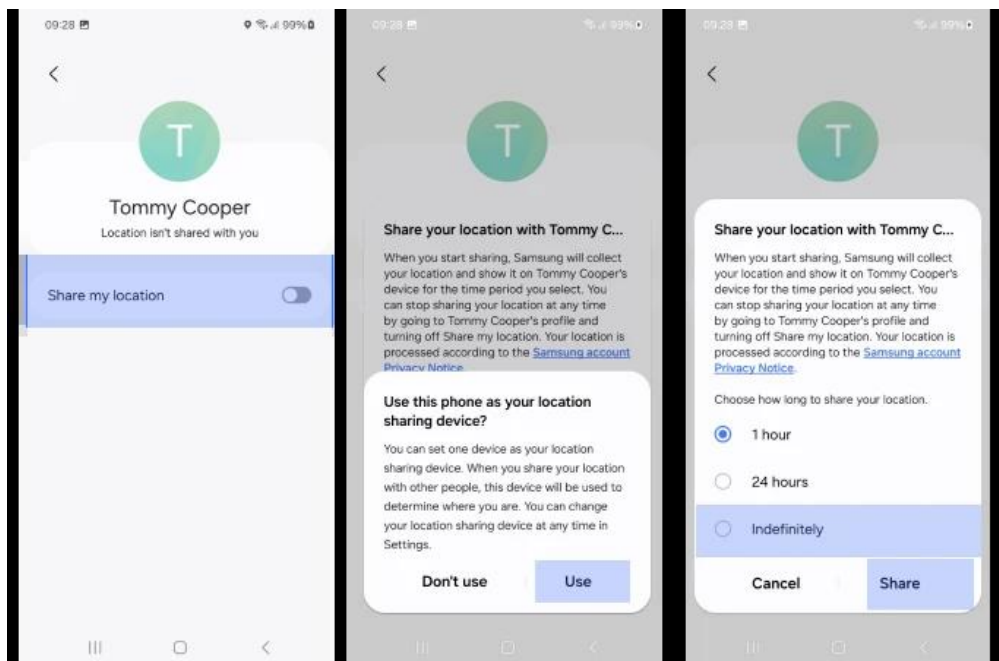 09:28
99%
T
Tommy Cooper
Location isn't shared with you
Share my location
09:28
99%
T
Share your location with Tommy C...
When you start sharing, Samsung will collect
your location and show it on Tommy Cooper's
device for the time period you select. You
can stop sharing your location at any time
by going to Tommy Cooper's profile and
turning off Share my location. Your location is
processed according to the Samsung account
Privacy Notice.
Use this phone as your location
sharing device?
You can set one device as your location
sharing device. When you share your location
with other people, this device will be used to
determine where you are. You can change
your location sharing device at any time in
Settings.
Don't use
Use
09:28
99%
T
Share your location with Tommy C...
When you start sharing, Samsung will collect
your location and show it on Tommy Cooper's
device for the time period you select. You
can stop sharing your location at any time
by going to Tommy Cooper's profile and
turning off Share my location. Your location is
processed according to the Samsung account
Privacy Notice.
Choose how long to share your location.
1 hour
24 hours
Indefinitely
Cancel
Share